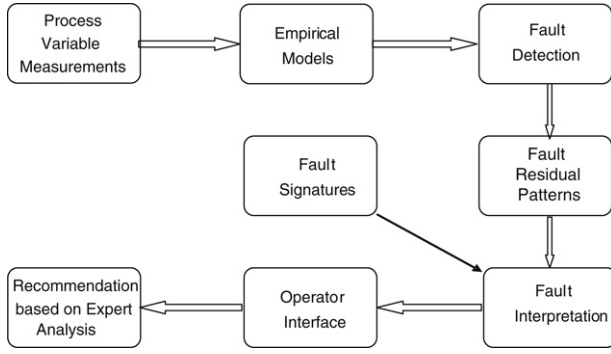 Process
Variable
Measurements
Empirical
Models
Fault
Detection
Fault
Signatures
Fault
Residual
Patterns
Recommendation
based on Expert
Analysis
Operator
Interface
Fault
Interpretation